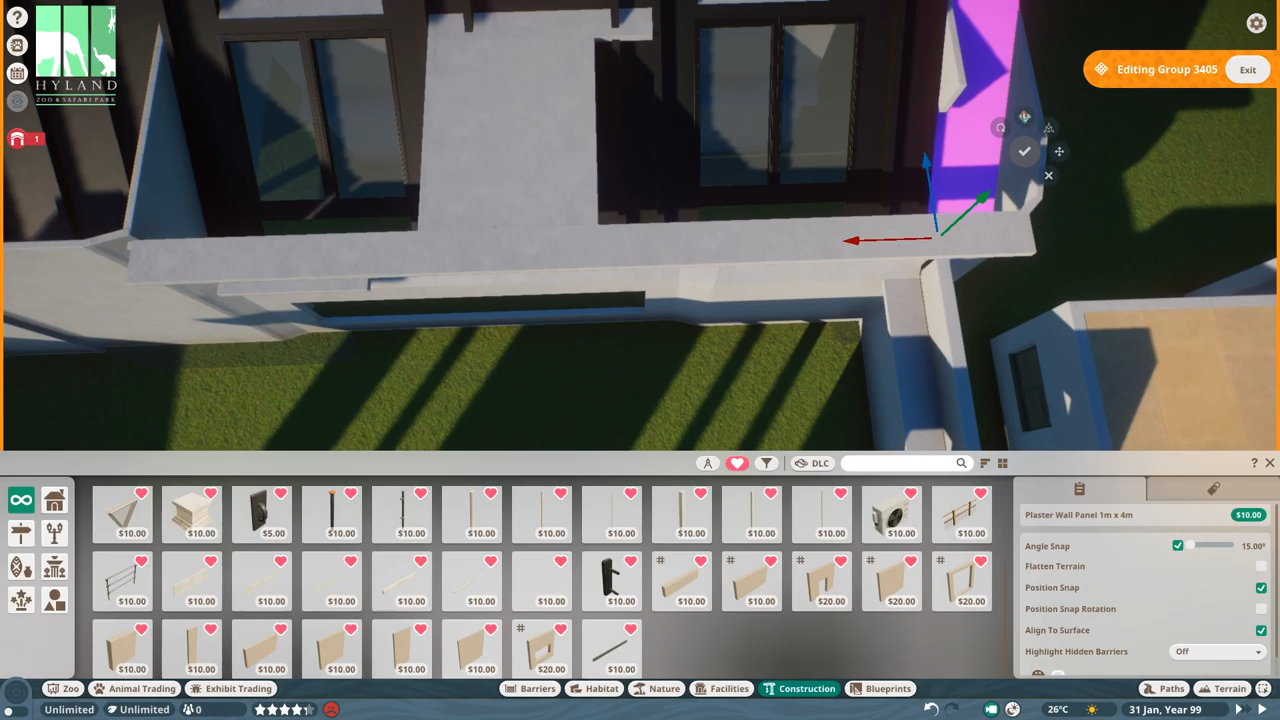 HYLAND
ZOO & SAFARI PARK
Editing Group 3405
Exit
1
DLC
?
$10.00 $10.00 $5.00 $10.00 $10.00 $10.00 $10.00 $10.00 $10.00 $10.00 $10.00 $10.00 $10.00
$10.00 $10.00 $10.00 $10.00 $10.00 $10.00 $10.00 $10.00 $10.00 $20.00 $10.00 $20.00
$10.00 $10.00 $10.00 $10.00 $10.00 $10.00 $20.00 $10.00
Plaster Wall Panel 1m x 4m
$10.00
Angle Snap
15.00°
Flatten Terrain
Position Snap
Position Snap Rotation
Align To Surface
Highlight Hidden Barriers
Off
Zoo
Animal Trading
Exhibit Trading
Barriers
Habitat
Nature
Facilities
Construction
Blueprints
Paths
Terrain
Unlimited
Unlimited
0
26°C
31 Jan, Year 99